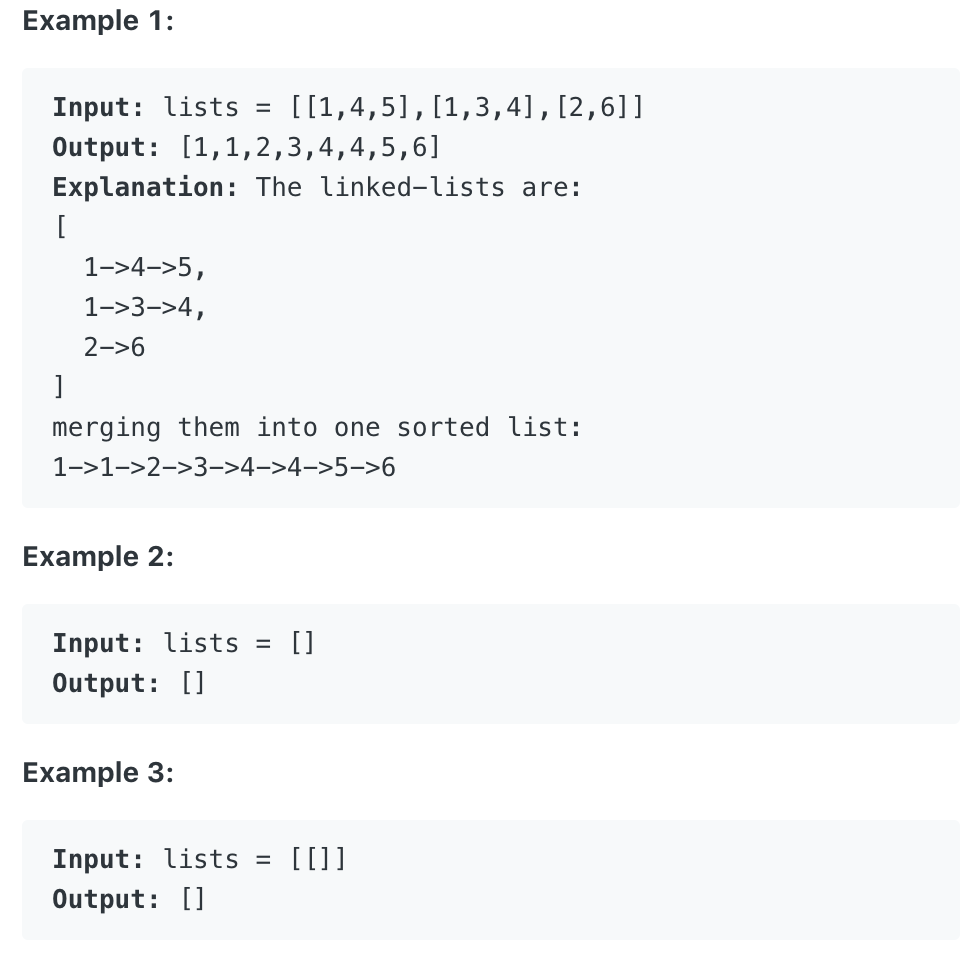 Example 1:
Input: lists = [[1,4,5],[1,3,4],[2,6]]
Output: [1,1,2,3,4,4,5,6]
Explanation: The linked-lists are:
[
  1->4->5,
  1->3->4,
  2->6
]
merging them into one sorted list:
1->1->2->3->4->4->5->6
Example 2:
Input: lists = []
Output: []
Example 3:
Input: lists = [[]]
Output: []